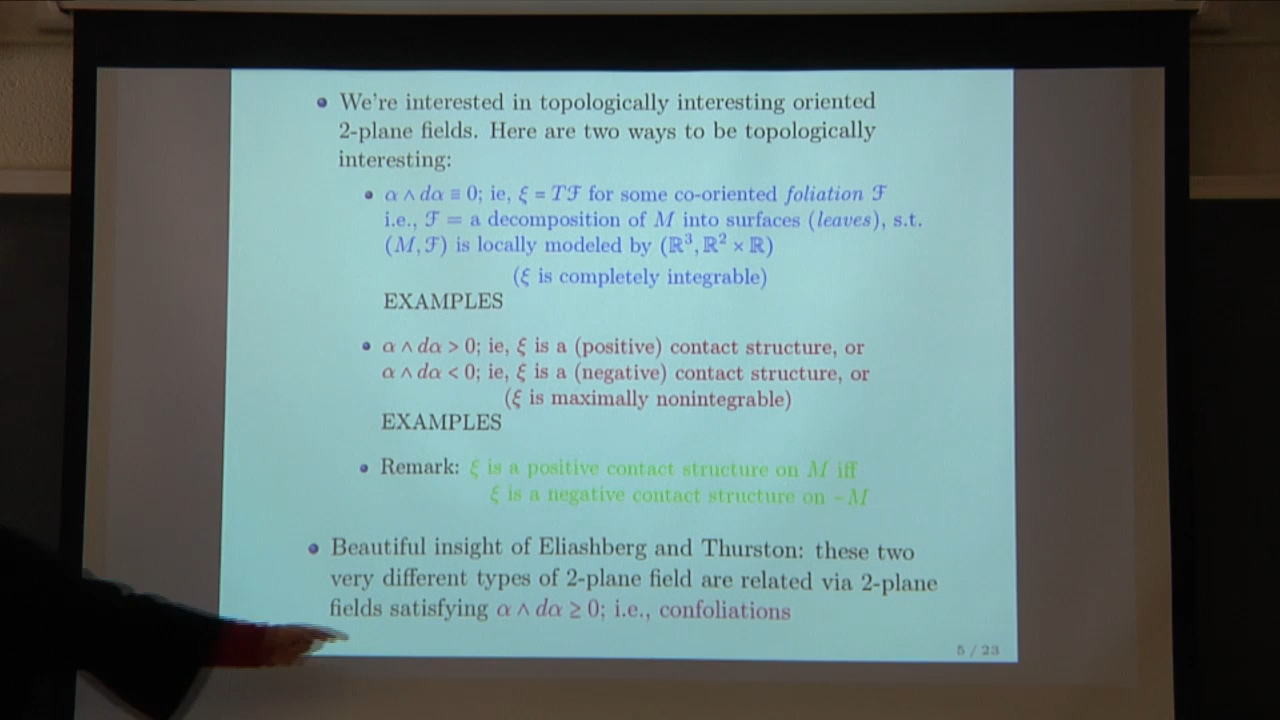 We're interested in topologically interesting oriented
2-plane fields. Here are two ways to be topologically
interesting:
α ∧ dα ≡ 0; ie, ξ = Tℱ for some co-oriented foliation ℱ
i.e., ℱ = a decomposition of M into surfaces (leaves), s.t.
(M, ℱ) is locally modeled by (ℝ³, ℝ² × ℝ)
(ξ is completely integrable)
EXAMPLES
α ∧ dα > 0; ie, ξ is a (positive) contact structure, or
α ∧ dα < 0; ie, ξ is a (negative) contact structure, or
(ξ is maximally nonintegrable)
EXAMPLES
Remark: ξ is a positive contact structure on M iff
ξ is a negative contact structure on −M
Beautiful insight of Eliashberg and Thurston: these two
very different types of 2-plane field are related via 2-plane
fields satisfying α ∧ dα ≥ 0; i.e., confoliations
5 / 23